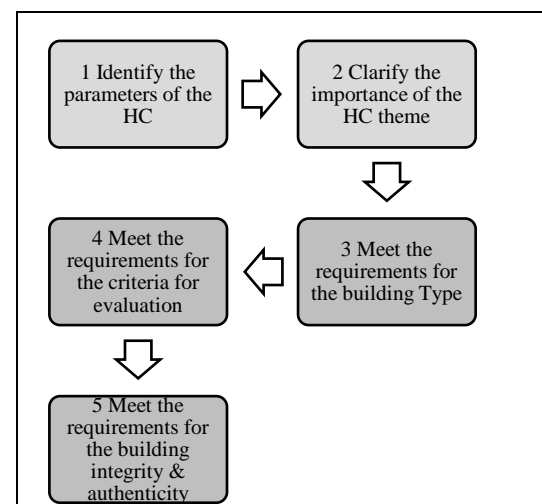 1 Identify the
parameters of the
HC
2 Clarify the
importance of the
HC theme
3 Meet the
requirements for
the building Type
4 Meet the
requirements for
the criteria for
evaluation
5 Meet the
requirements for
the building
integrity &
authenticity